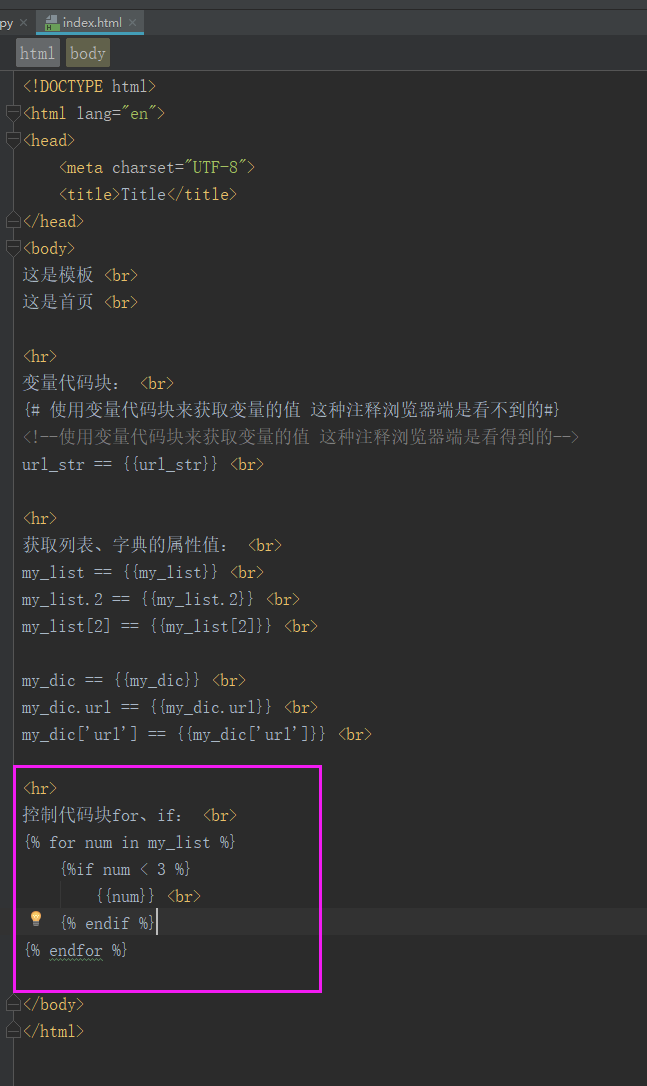 py
index.html
html body
<!DOCTYPE html>
<html lang="en">
<head>
    <meta charset="UTF-8">
    <title>Title</title>
</head>
<body>
这是模板 <br>
这是首页 <br>
<hr>
变量代码块： <br>
{# 使用变量代码块来获取变量的值 这种注释浏览器端是看不到的#}
<!--使用变量代码块来获取变量的值 这种注释浏览器端是看得到的-->
url_str == {{url_str}} <br>
<hr>
获取列表、字典的属性值： <br>
my_list == {{my_list}} <br>
my_list.2 == {{my_list.2}} <br>
my_list[2] == {{my_list[2]}} <br>
my_dic == {{my_dic}} <br>
my_dic.url == {{my_dic.url}} <br>
my_dic['url'] == {{my_dic['url']}} <br>
<hr>
控制代码块for、if： <br>
{% for num in my_list %}
    {%if num < 3 %}
        {{num}} <br>
    {% endif %}
{% endfor %}
</body>
</html>